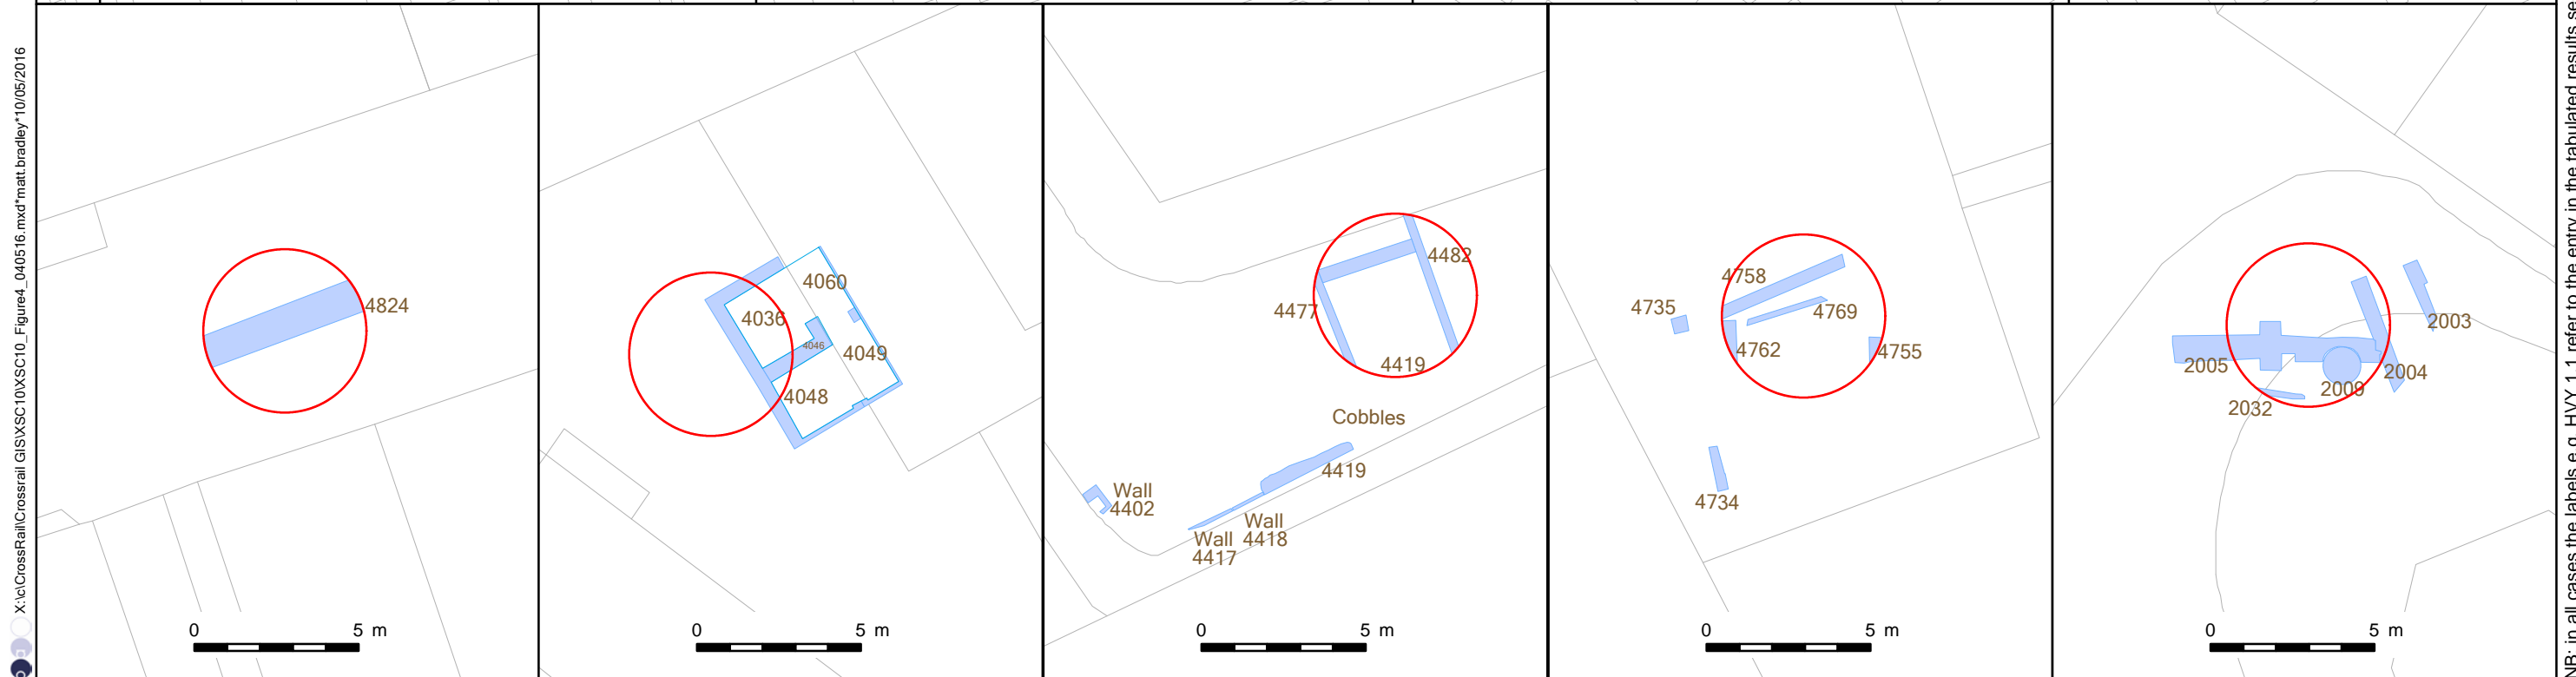 X:\c\CrossRail\Crossrail GIS\XSC10\XSC10_Figure4_040516.mxd*matt.bradley*10/05/2016
4824
0 5 m
4060
4036
4046
4049
4048
0 5 m
4482
4477
4419
Cobbles
4419
Wall
4402
Wall
4418
Wall
4417
0 5 m
4758
4735
4769
4762
4755
4734
0 5 m
2003
2005
2004
2009
2032
0 5 m
NB: in all cases the labels e.g. HVY 1.1 refer to the entry in the tabulated results